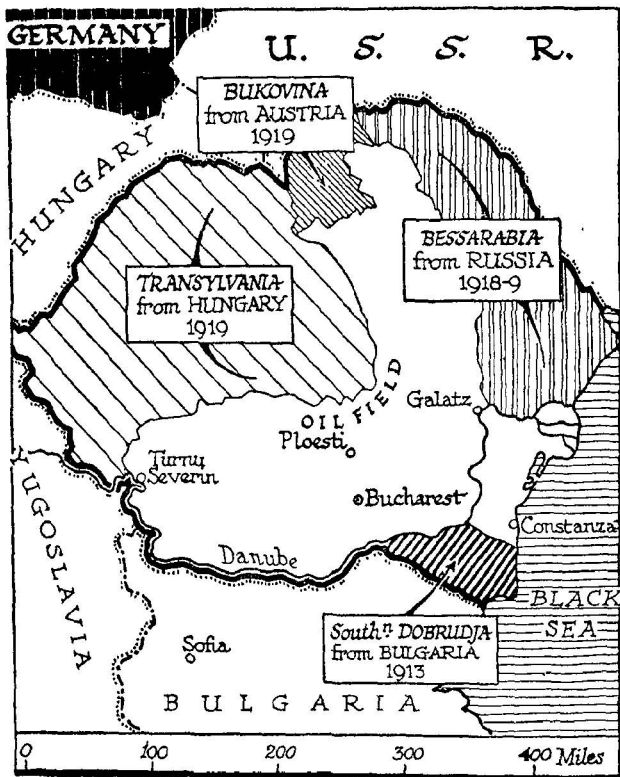 GERMANY
U. S. S. R.
BUKOVINA
from AUSTRIA
1919
HUNGARY
BESSARABIA
from RUSSIA
1918-9
TRANSYLVANIA
from HUNGARY
1919
OIL FIELD
Galatz
Ploesti
Turnu
Severin
Bucharest
Constanza
Danube
YUGOSLAVIA
BLACK
SEA
Southn. DOBRUDJA
from BULGARIA
1913
Sofia
BULGARIA
0 100 200 300 400 Miles